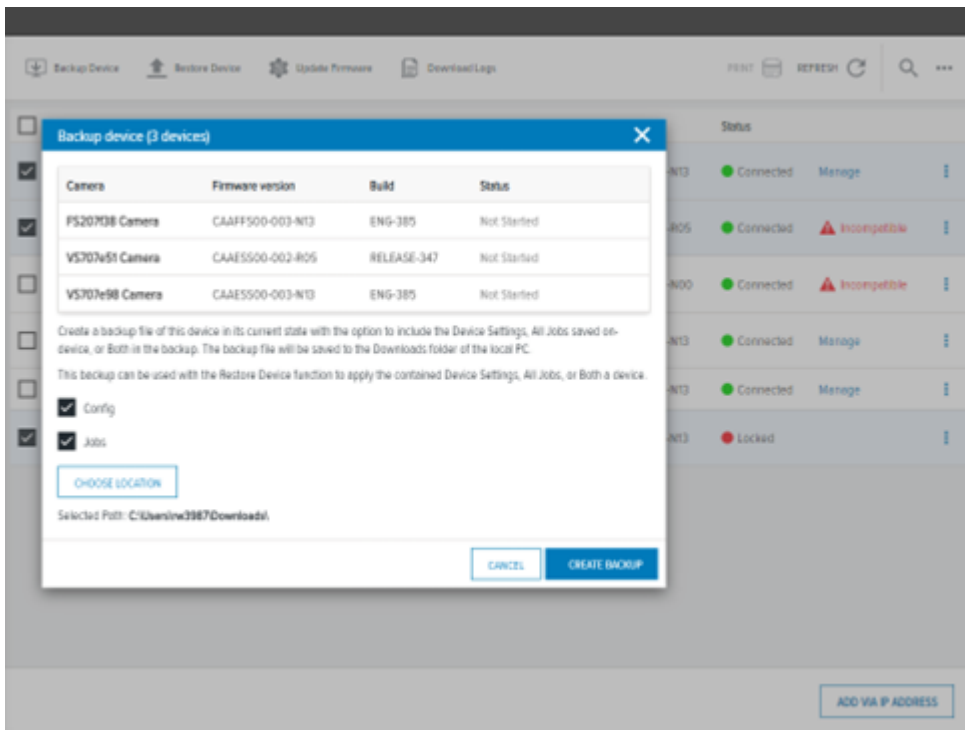 Backup Device Restore Device Update Firmware Download Logs PRINT REFRESH
Status
Backup device (3 devices)
Camera Firmware version Build Status
FS207f38 Camera CAAFFS00-003-N13 ENG-385 Not Started
VS707e51 Camera CAAESS00-002-R05 RELEASE-347 Not Started
VS707e98 Camera CAAESS00-003-N13 ENG-385 Not Started
-N13 Connected Manage
-R05 Connected Incompatible
-N00 Connected Incompatible
-N13 Connected Manage
-N13 Connected Manage
-N13 Locked
Create a backup file of this device in its current state with the option to include the Device Settings, All Jobs saved on-
device, or Both in the backup. The backup file will be saved to the Downloads folder of the local PC.
This backup can be used with the Restore Device function to apply the contained Device Settings, All Jobs, or Both a device.
Config
Jobs
CHOOSE LOCATION
Selected Path: C:\Users\rw3987\Downloads\
CANCEL CREATE BACKUP
ADD VIA IP ADDRESS